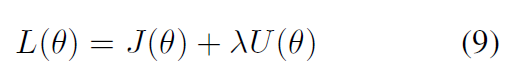 L(θ) = J(θ) + λU(θ) (9)